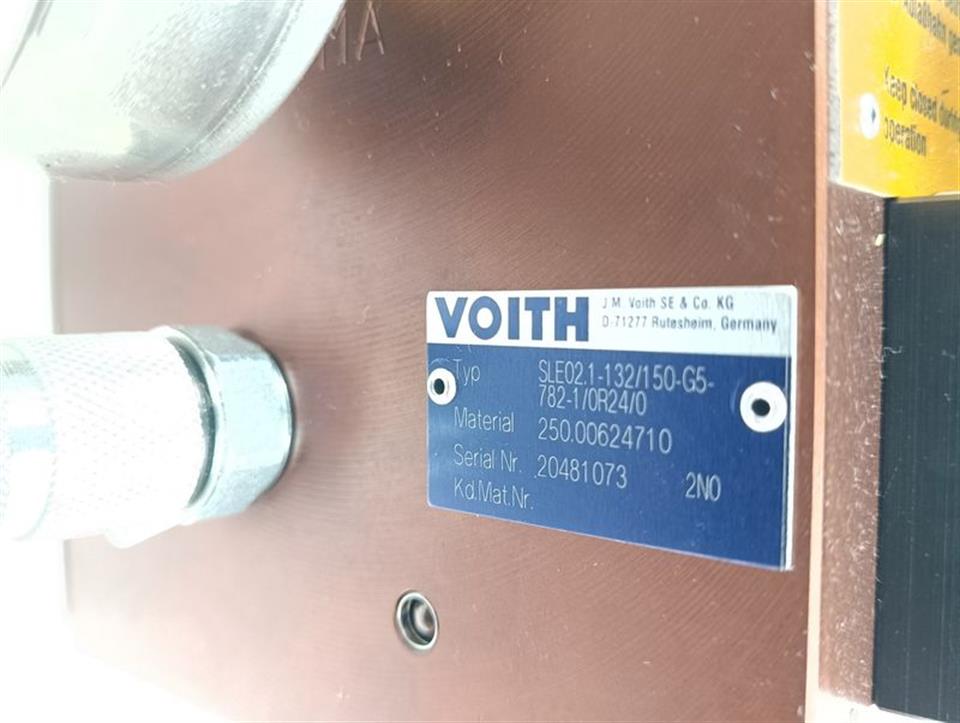 Keep closed during
operation
VOITH
J.M. Voith SE & Co. KG
D-71277 Rutesheim, Germany
Typ SLE02.1-132/150-G5-
782-1/0R24/0
Material 250.00624710
Serial Nr. 20481073 2N0
Kd.Mat.Nr.